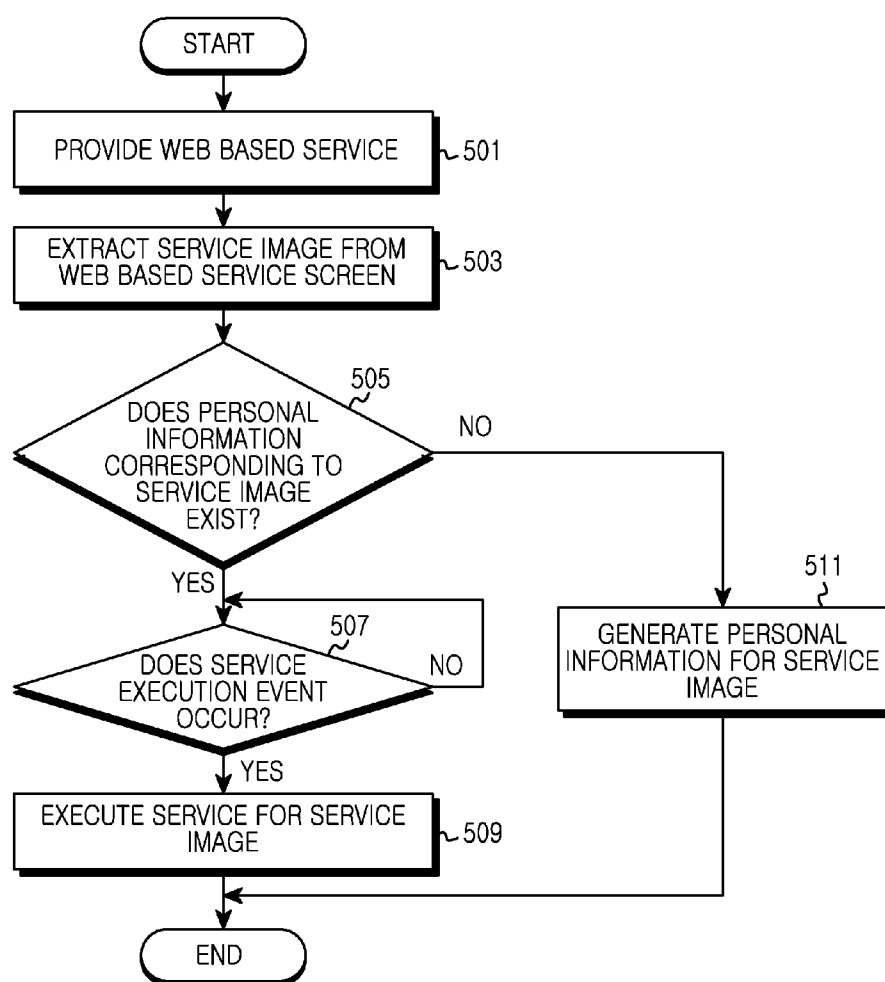 START
PROVIDE WEB BASED SERVICE
501
EXTRACT SERVICE IMAGE FROM
WEB BASED SERVICE SCREEN
503
505
DOES PERSONAL
INFORMATION
CORRESPONDING TO
SERVICE IMAGE
EXIST?
NO
YES
507
DOES SERVICE
EXECUTION EVENT
OCCUR?
NO
YES
511
GENERATE PERSONAL
INFORMATION FOR SERVICE
IMAGE
EXECUTE SERVICE FOR SERVICE
IMAGE
509
END